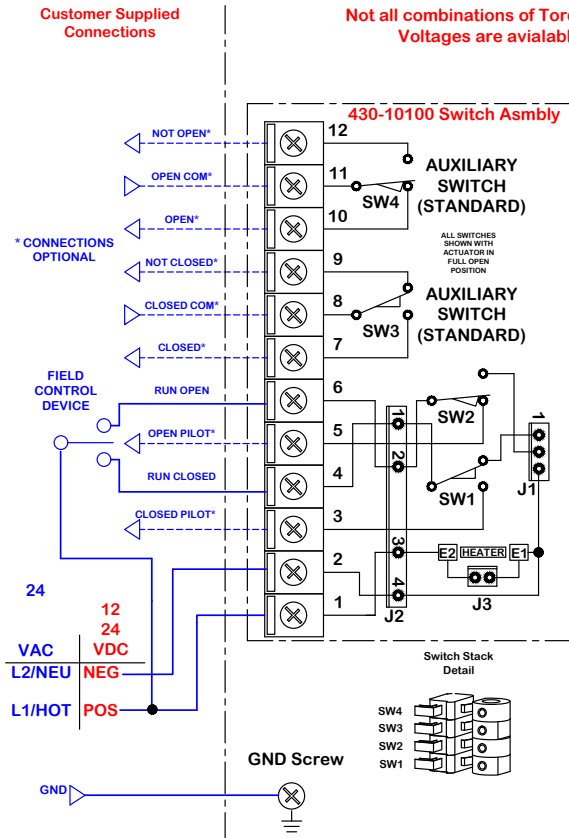 Customer Supplied
Connections
Not all combinations of Tor
Voltages are avialabl
430-10100 Switch Asmbly
NOT OPEN*
12
OPEN COM*
11
SW4
AUXILIARY
SWITCH
(STANDARD)
OPEN*
10
* CONNECTIONS
OPTIONAL
ALL SWITCHES
SHOWN WITH
ACTUATOR IN
FULL OPEN
POSITION
NOT CLOSED*
9
CLOSED COM*
8
SW3
AUXILIARY
SWITCH
(STANDARD)
CLOSED*
7
FIELD
CONTROL
DEVICE
RUN OPEN
6
1
SW2
1
OPEN PILOT*
5
2
RUN CLOSED
4
SW1
J1
CLOSED PILOT*
3
3
E2
HEATER
E1
2
J3
4
1
J2
24
12
24
VAC
VDC
L2/NEU
NEG
L1/HOT
POS
Switch Stack
Detail
SW4
SW3
SW2
SW1
GND Screw
GND